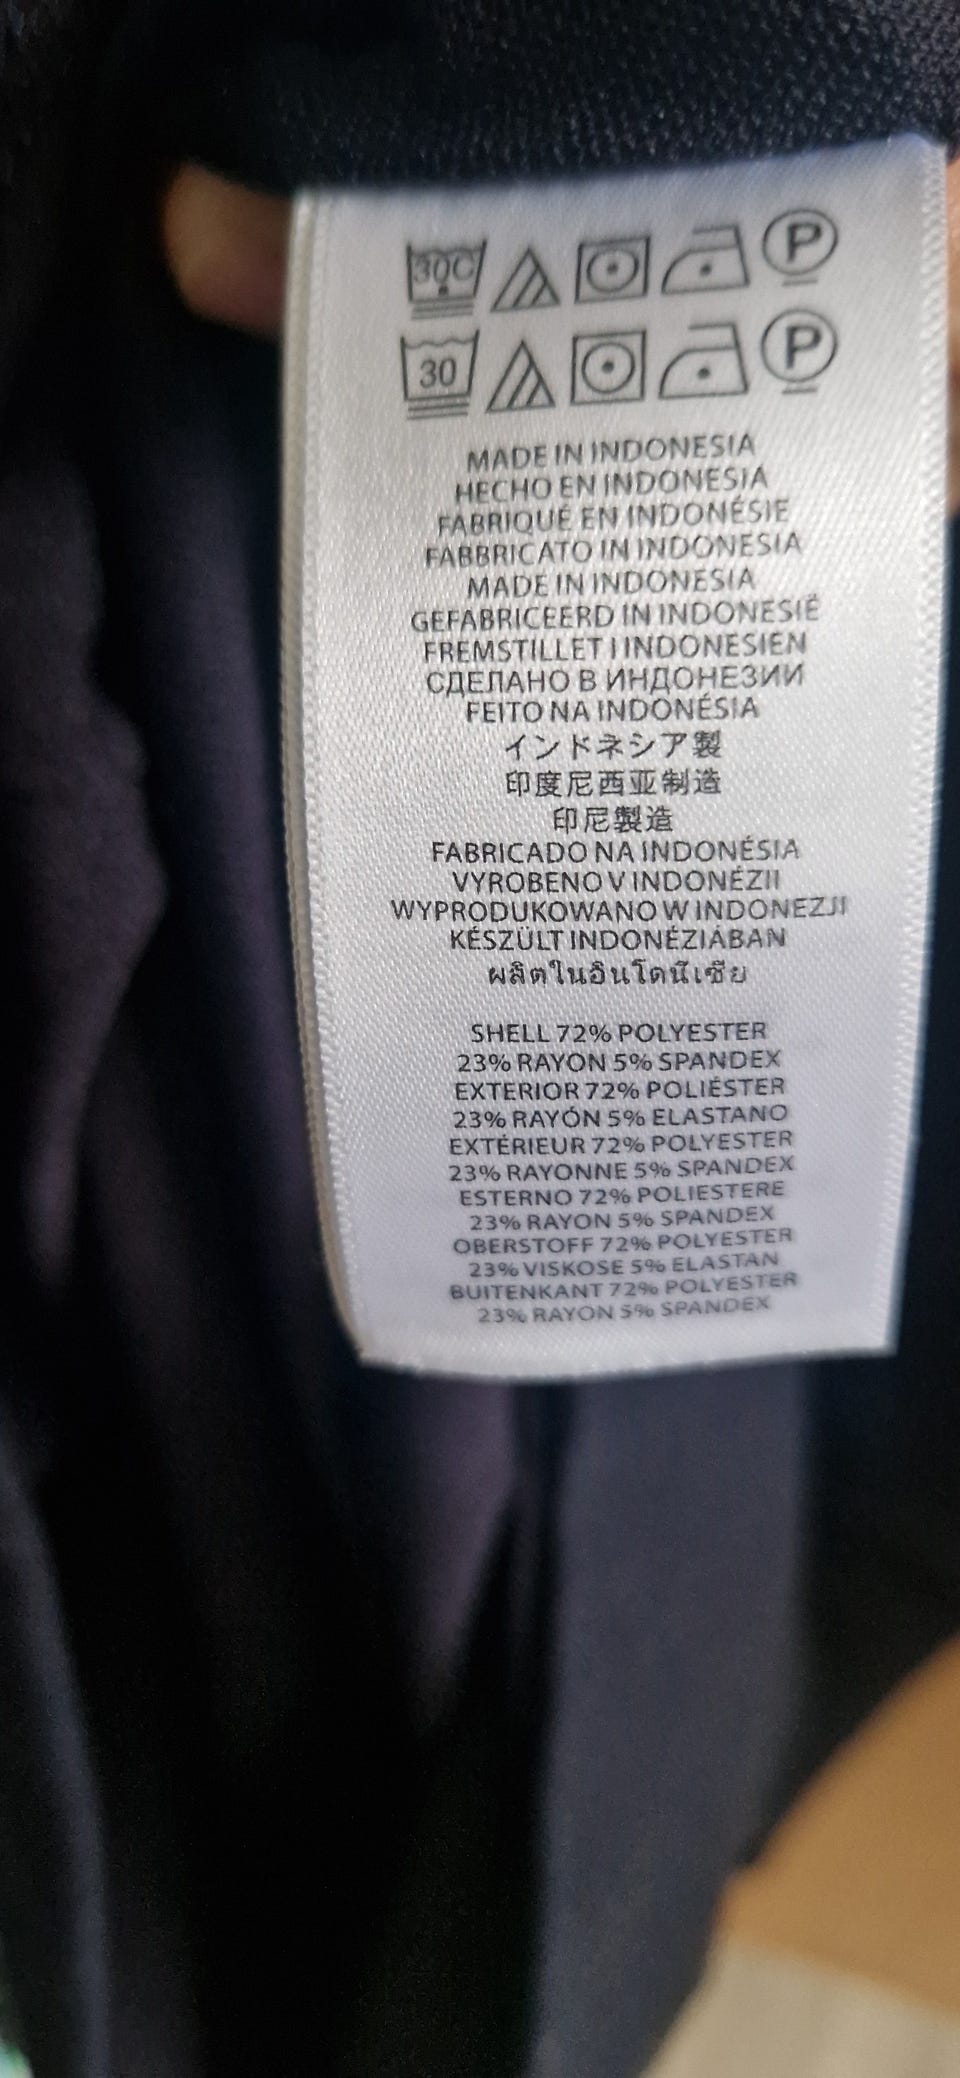 30C P
30 P
MADE IN INDONESIA
HECHO EN INDONESIA
FABRIQUÉ EN INDONÉSIE
FABBRICATO IN INDONESIA
MADE IN INDONESIA
GEFABRICEERD IN INDONESIË
FREMSTILLET I INDONESIEN
СДЕЛАНО В ИНДОНЕЗИИ
FEITO NA INDONÉSIA
インドネシア製
印度尼西亚制造
印尼製造
FABRICADO NA INDONÉSIA
VYROBENO V INDONÉZII
WYPRODUKOWANO W INDONEZJI
KÉSZÜLT INDONÉZIÁBAN
ผลิตในอินโดนีเซีย
SHELL 72% POLYESTER
23% RAYON 5% SPANDEX
EXTERIOR 72% POLIÉSTER
23% RAYÓN 5% ELASTANO
EXTÉRIEUR 72% POLYESTER
23% RAYONNE 5% SPANDEX
ESTERNO 72% POLIESTERE
23% RAYON 5% SPANDEX
OBERSTOFF 72% POLYESTER
23% VISKOSE 5% ELASTAN
BUITENKANT 72% POLYESTER
23% RAYON 5% SPANDEX